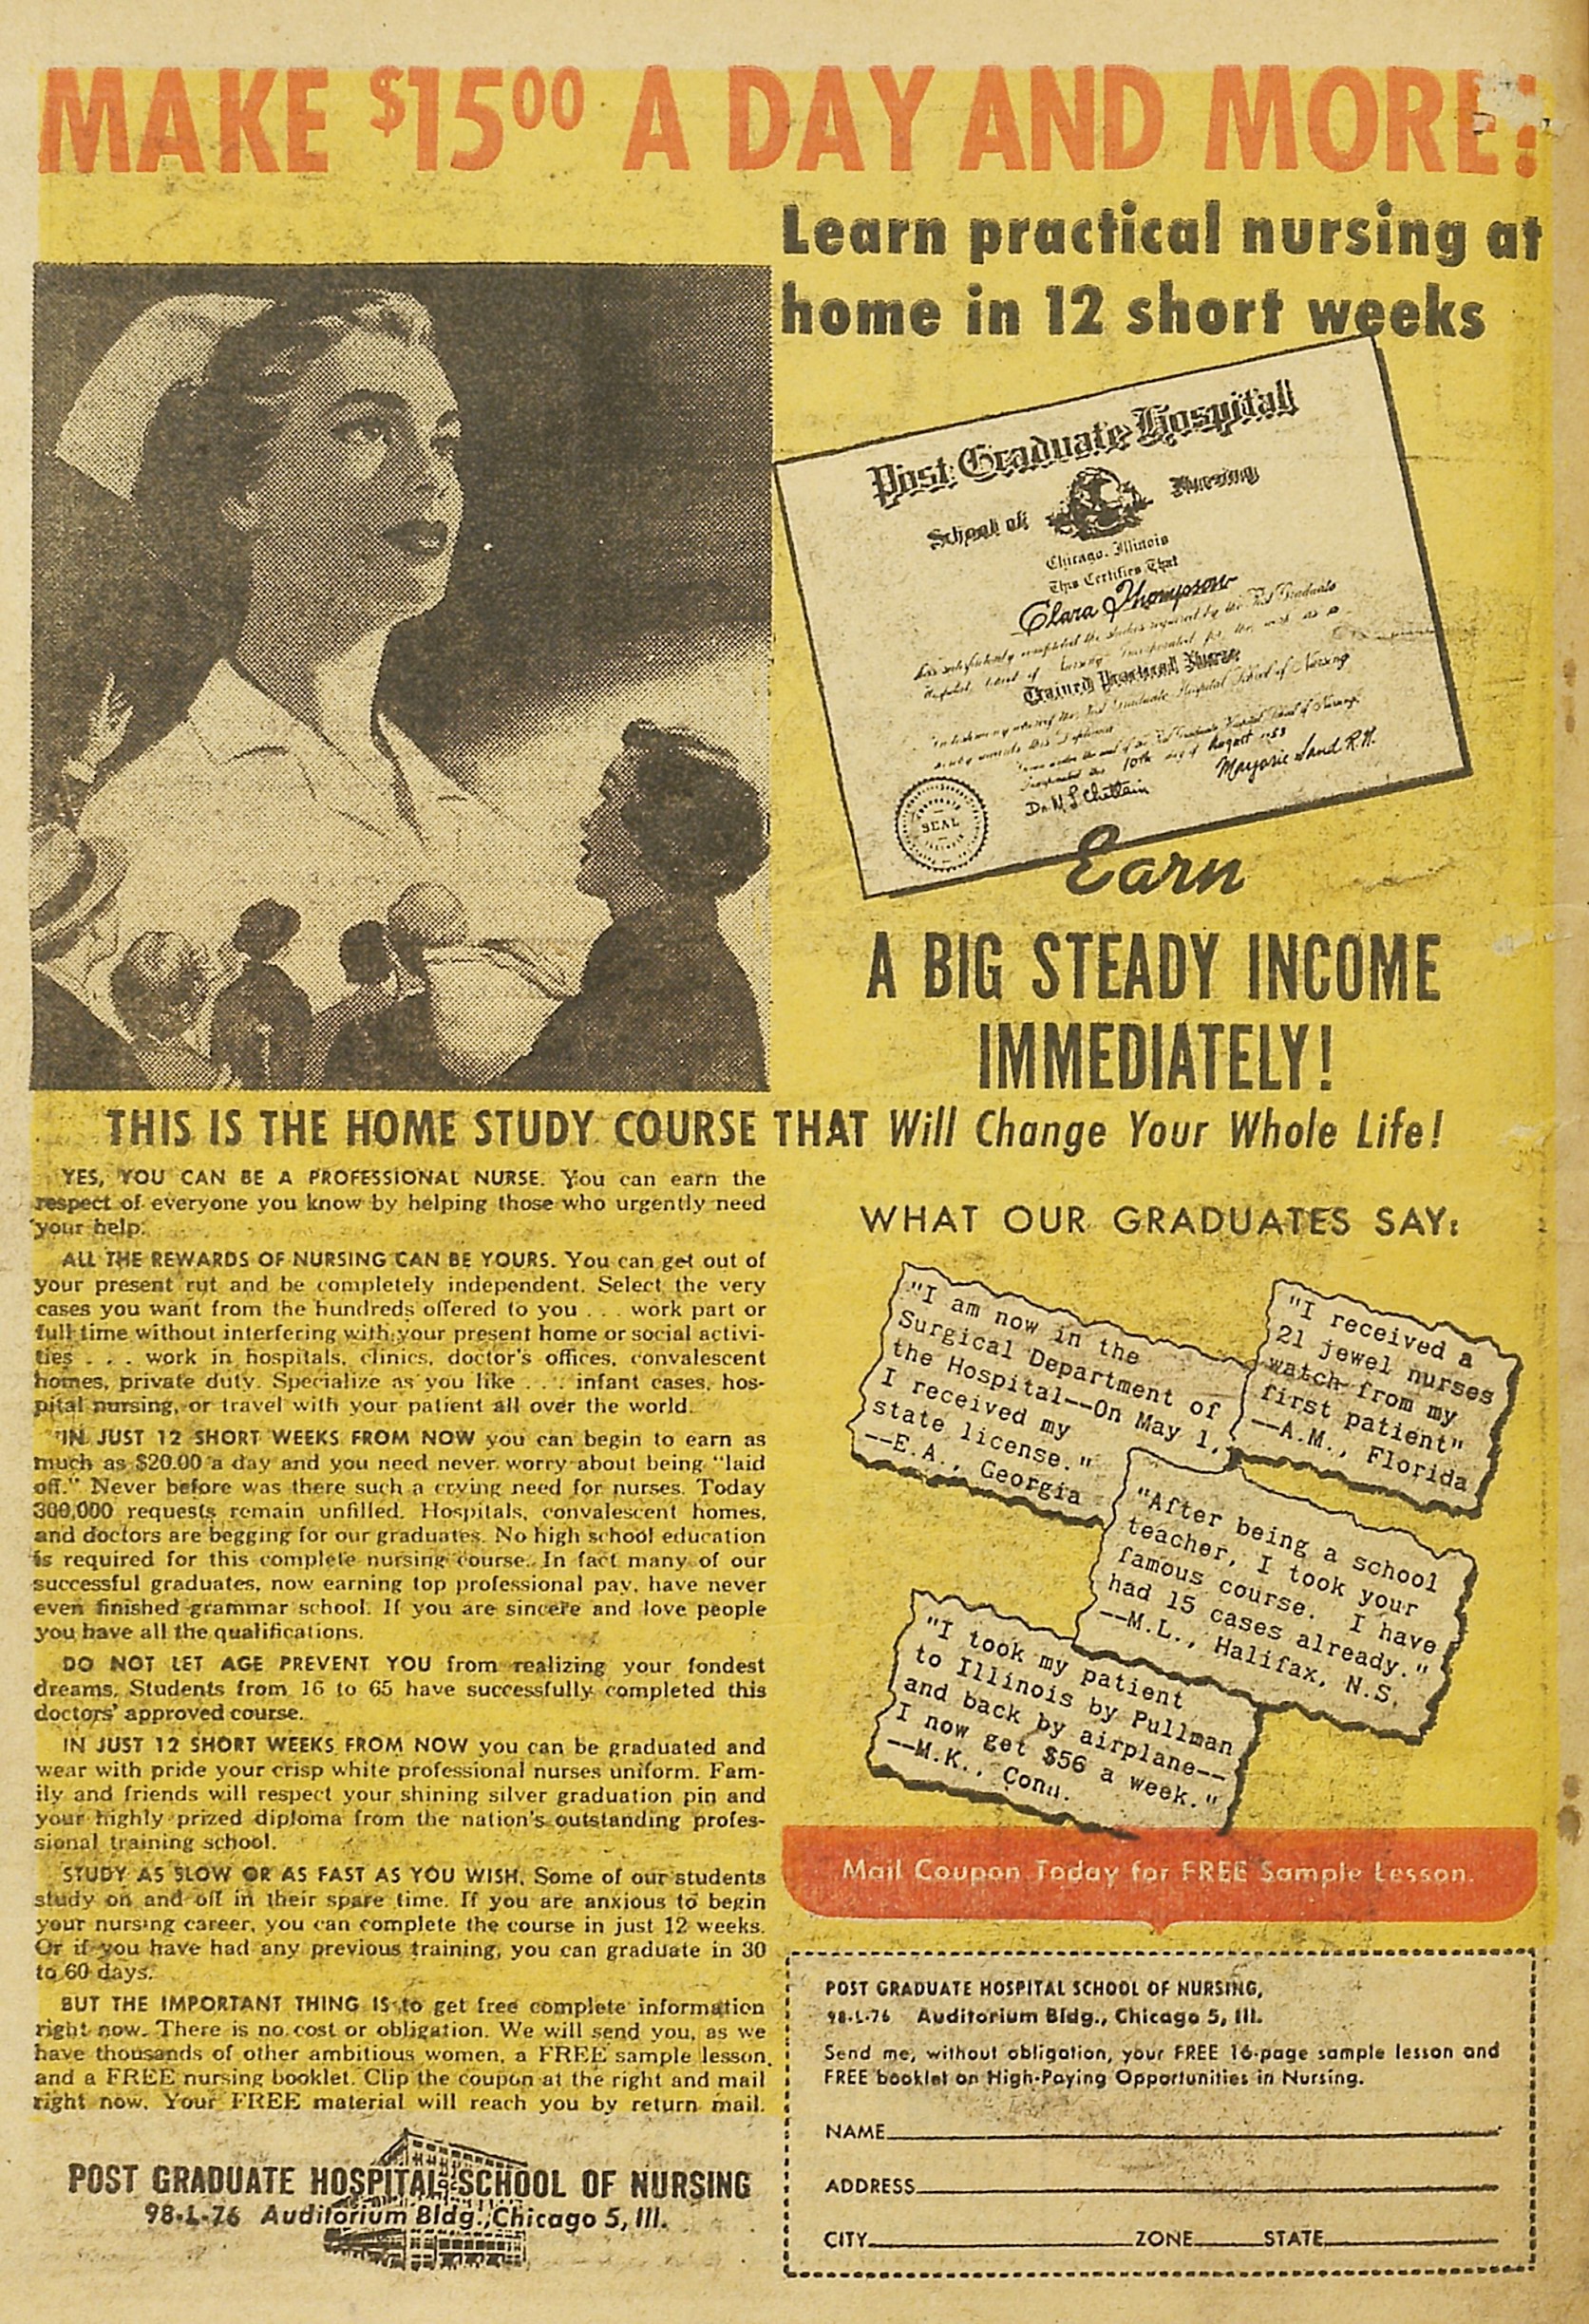 MAKE $15.00 A DAY AND MORE!
Learn practical nursing at
home in 12 short weeks
Post Graduate Hospital
School of Nursing
Chicago, Illinois
This Certifies That
Clara Thompson
Trained Practical Nurse
10th day of August 1953
Dr. M S Chattain
Marjorie Sand R.N.
SEAL
Earn
A BIG STEADY INCOME
IMMEDIATELY!
THIS IS THE HOME STUDY COURSE THAT Will Change Your Whole Life!
YES, YOU CAN BE A PROFESSIONAL NURSE. You can earn the
respect of everyone you know by helping those who urgently need
your help.
ALL THE REWARDS OF NURSING CAN BE YOURS. You can get out of
your present rut and be completely independent. Select the very
cases you want from the hundreds offered to you . . . work part or
full time without interfering with your present home or social activi-
ties . . . work in hospitals, clinics, doctor's offices, convalescent
homes, private duty. Specialize as you like . . . infant cases, hos-
pital nursing, or travel with your patient all over the world.
IN JUST 12 SHORT WEEKS FROM NOW you can begin to earn as
much as $20.00 a day and you need never worry about being "laid
off." Never before was there such a crying need for nurses. Today
300,000 requests remain unfilled. Hospitals, convalescent homes,
and doctors are begging for our graduates. No high school education
is required for this complete nursing course. In fact many of our
successful graduates, now earning top professional pay, have never
even finished grammar school. If you are sincere and love people
you have all the qualifications.
DO NOT LET AGE PREVENT YOU from realizing your fondest
dreams. Students from 16 to 65 have successfully completed this
doctors' approved course.
IN JUST 12 SHORT WEEKS FROM NOW you can be graduated and
wear with pride your crisp white professional nurses uniform. Fam-
ily and friends will respect your shining silver graduation pin and
your highly prized diploma from the nation's outstanding profes-
sional training school.
STUDY AS SLOW OR AS FAST AS YOU WISH. Some of our students
study on and off in their spare time. If you are anxious to begin
your nursing career, you can complete the course in just 12 weeks.
Or if you have had any previous training, you can graduate in 30
to 60 days.
BUT THE IMPORTANT THING IS to get free complete information
right now. There is no cost or obligation. We will send you, as we
have thousands of other ambitious women, a FREE sample lesson,
and a FREE nursing booklet. Clip the coupon at the right and mail
right now. Your FREE material will reach you by return mail.
POST GRADUATE HOSPITAL SCHOOL OF NURSING
98-L-76 Auditorium Bldg., Chicago 5, Ill.
WHAT OUR GRADUATES SAY:
"I am now in the
Surgical Department of
the Hospital--On May 1,
I received my
state license."
--E.A., Georgia
"I received a
21 jewel nurses
watch from my
first patient"
--A.M., Florida
"After being a school
teacher, I took your
famous course. I have
had 15 cases already."
--M.L., Halifax, N.S.
"I took my patient
to Illinois by Pullman
and back by airplane--
I now get $56 a week."
--M.K., Conn.
Mail Coupon Today for FREE Sample Lesson.
POST GRADUATE HOSPITAL SCHOOL OF NURSING,
98-L-76 Auditorium Bldg., Chicago 5, Ill.
Send me, without obligation, your FREE 16-page sample lesson and
FREE booklet on High-Paying Opportunities in Nursing.
NAME
ADDRESS
CITY ZONE STATE